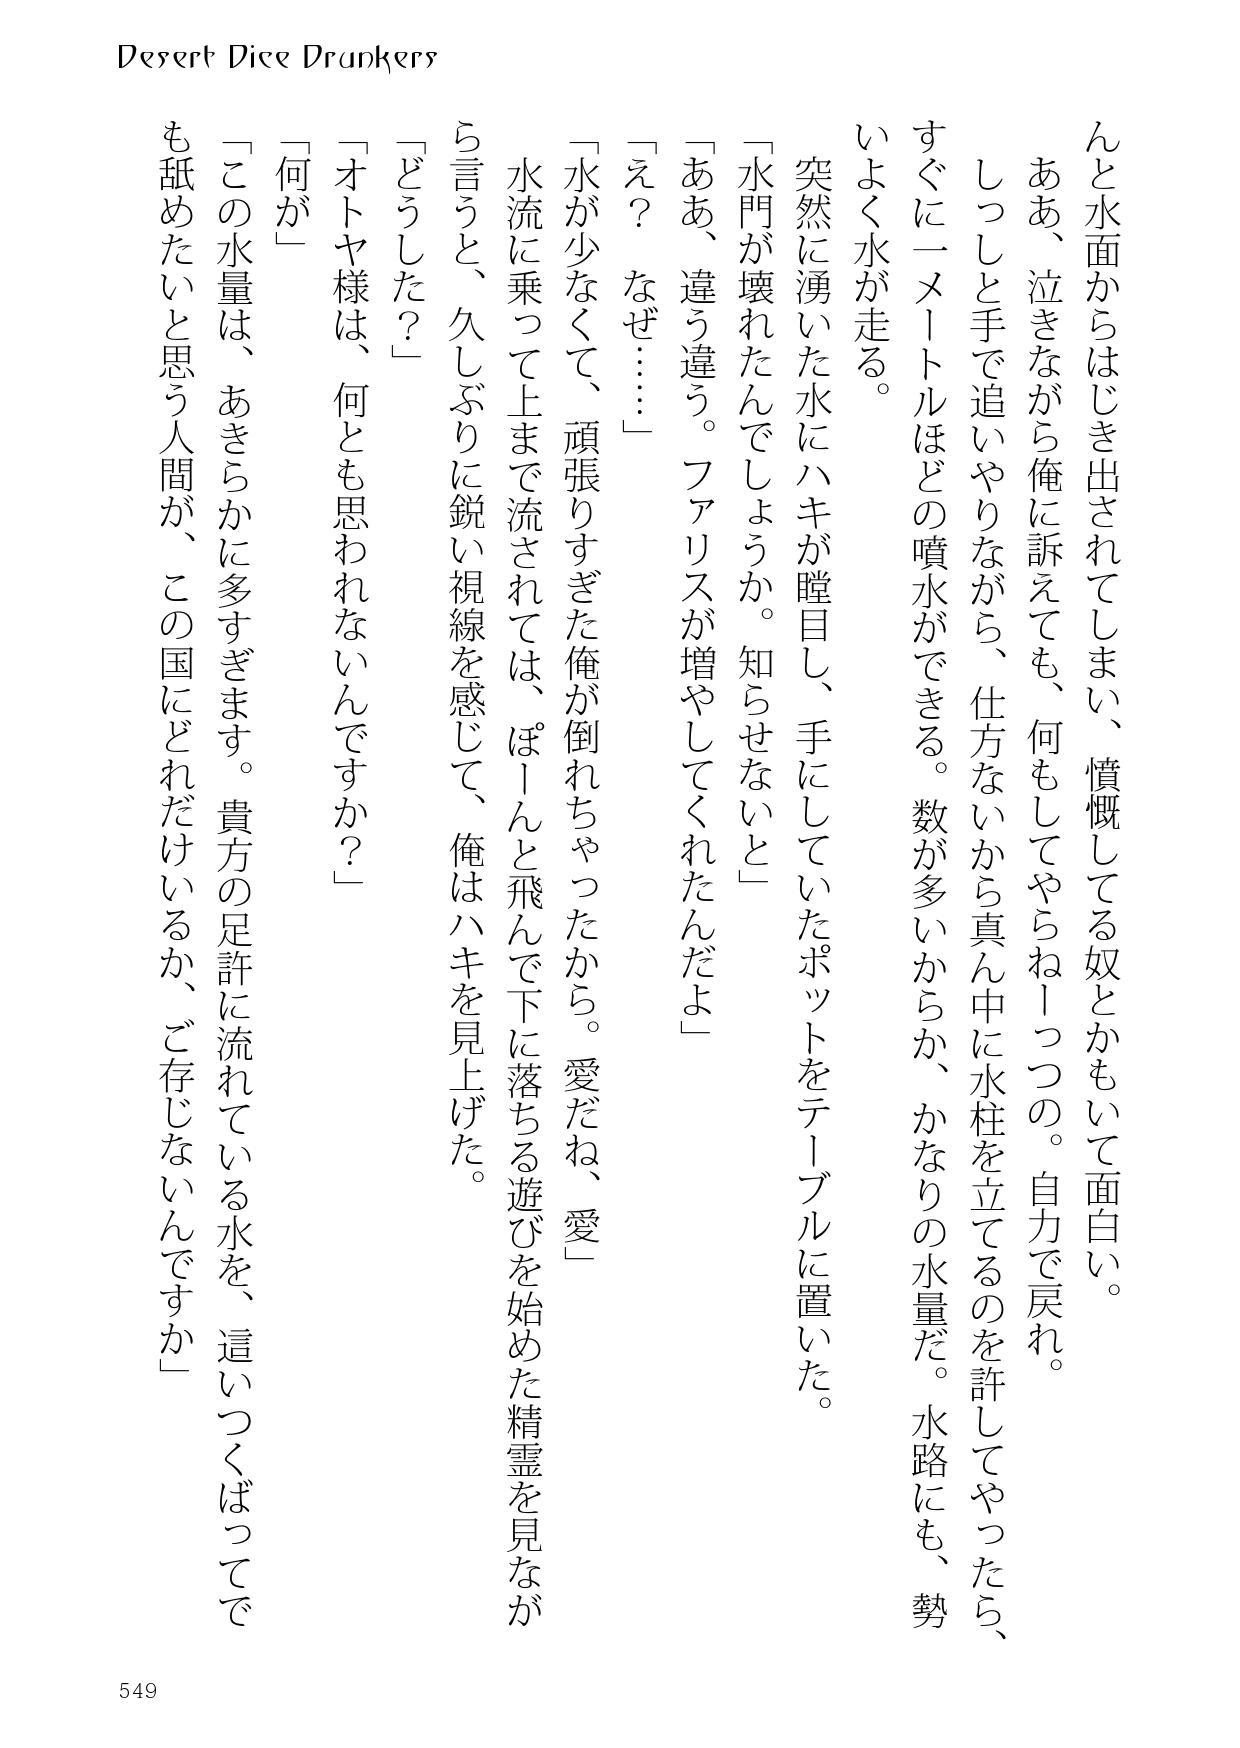 Desert Dice Drunkers
んと水面からはじき出されてしまい、憤慨してる奴とかもいて面白い。
ああ、泣きながら俺に訴えても、何もしてやらねーっつの。自力で戻れ。
しっしと手で追いやりながら、仕方ないから真ん中に水柱を立てるのを許してやったら、
すぐに一メートルほどの噴水ができる。数が多いからか、かなりの水量だ。水路にも、勢
いよく水が走る。
突然に湧いた水にハキが瞠目し、手にしていたポットをテーブルに置いた。
「水門が壊れたんでしょうか。知らせないと」
「ああ、違う違う。ファリスが増やしてくれたんだよ」
「え？　なぜ……」
「水が少なくて、頑張りすぎた俺が倒れちゃったから。愛だね、愛」
水流に乗って上まで流されては、ぽーんと飛んで下に落ちる遊びを始めた精霊を見なが
ら言うと、久しぶりに鋭い視線を感じて、俺はハキを見上げた。
「どうした？」
「オトヤ様は、何とも思われないんですか？」
「何が」
「この水量は、あきらかに多すぎます。貴方の足許に流れている水を、這いつくばってで
も舐めたいと思う人間が、この国にどれだけいるか、ご存じないんですか」
549